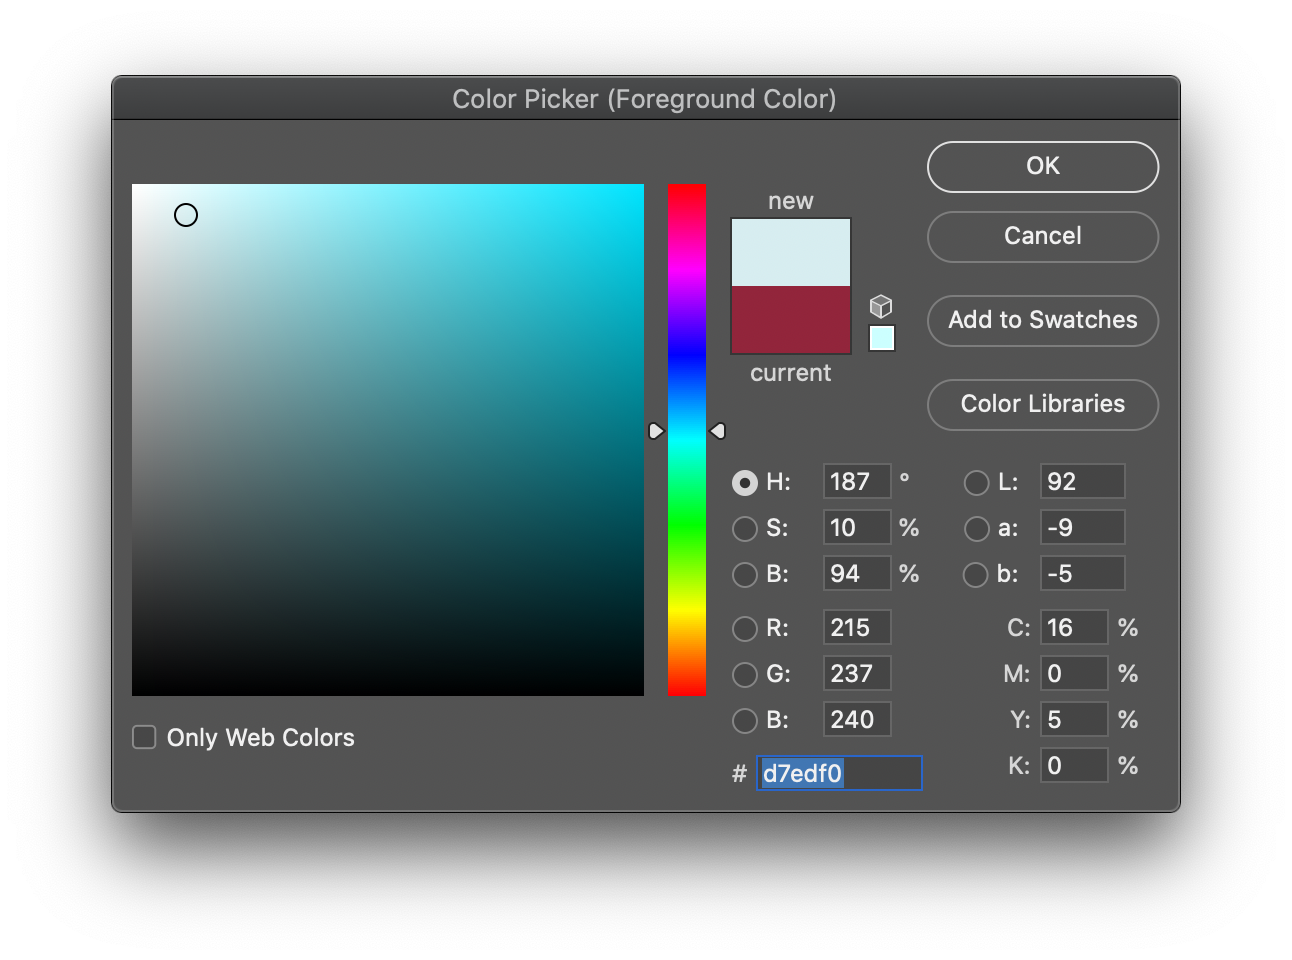 Color Picker (Foreground Color)
new
current
OK
Cancel
Add to Swatches
Color Libraries
H: 187 °
S: 10 %
B: 94 %
R: 215
G: 237
B: 240
# d7edf0
L: 92
a: -9
b: -5
C: 16 %
M: 0 %
Y: 5 %
K: 0 %
Only Web Colors